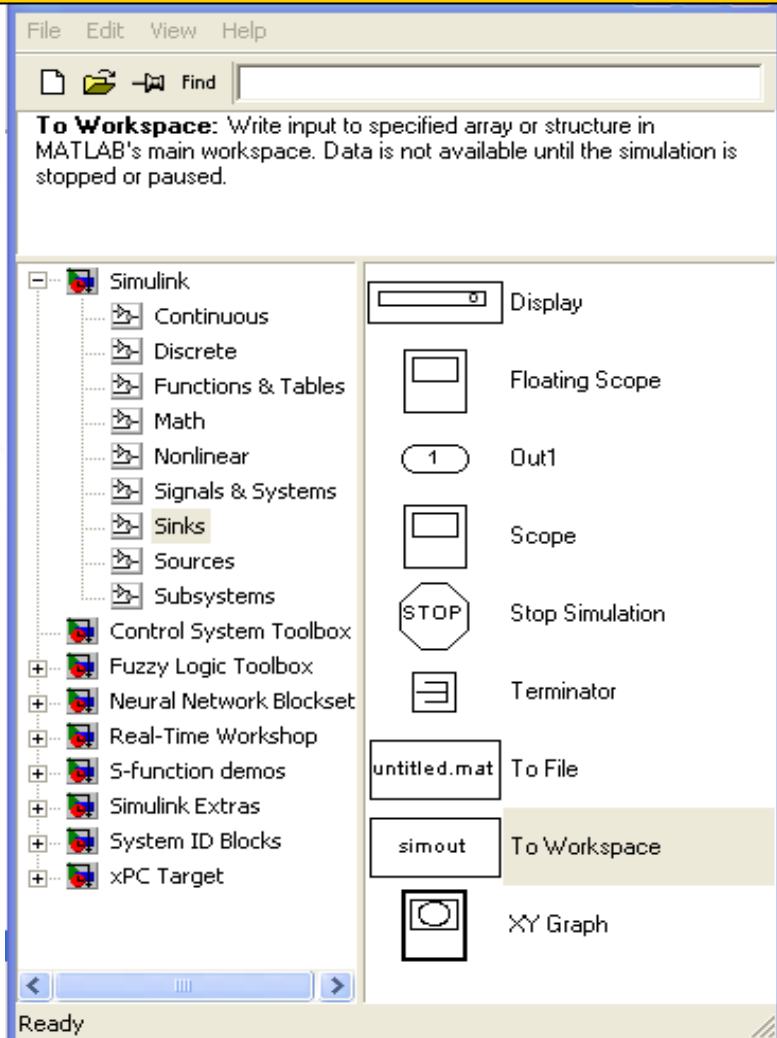 File Edit View Help
Find
To Workspace: Write input to specified array or structure in
MATLAB's main workspace. Data is not available until the simulation is
stopped or paused.
Simulink
Continuous
Discrete
Functions & Tables
Math
Nonlinear
Signals & Systems
Sinks
Sources
Subsystems
Control System Toolbox
Fuzzy Logic Toolbox
Neural Network Blockset
Real-Time Workshop
S-function demos
Simulink Extras
System ID Blocks
xPC Target
Display
Floating Scope
1 Out1
Scope
STOP Stop Simulation
Terminator
untitled.mat To File
simout To Workspace
XY Graph
Ready